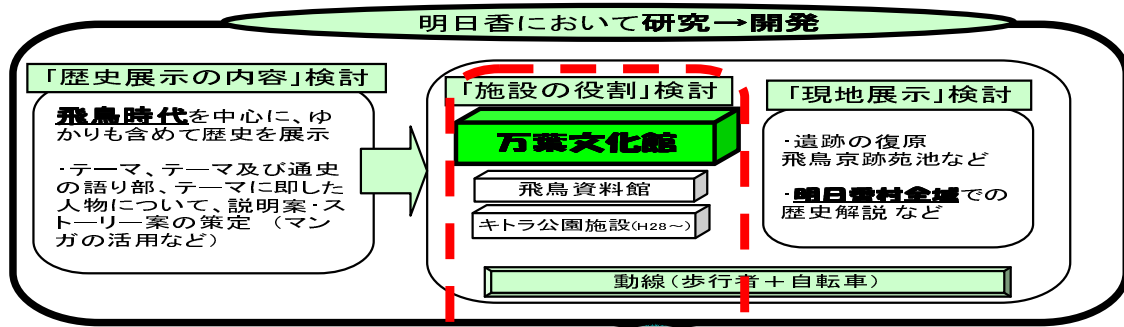 明日香において研究→開発
「歴史展示の内容」検討
飛鳥時代を中心に、ゆ
かりも含めて歴史を展示
・テーマ、テーマ及び通史
の語り部、テーマに即した
人物について、説明案・ス
トーリー案の策定　（マン
ガの活用など）
「施設の役割」検討
万葉文化館
飛鳥資料館
キトラ公園施設(H28～)
「現地展示」検討
・遺跡の復原
飛鳥京跡苑池など
・明日香村全域での
歴史解説 など
動線（歩行者＋自転車）